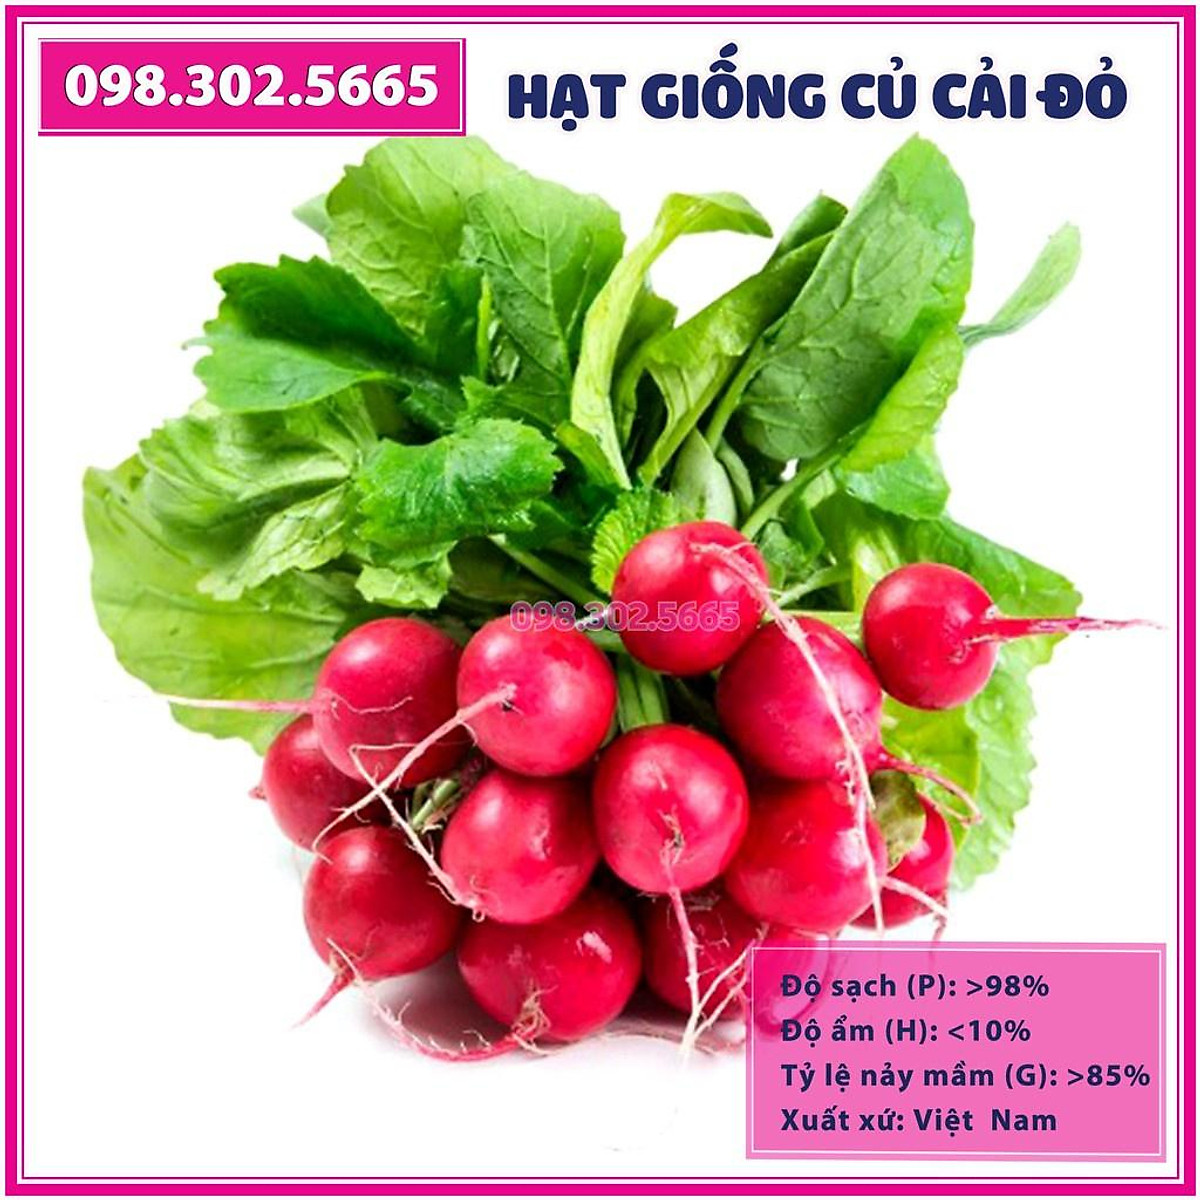 098.302.5665
HẠT GIỐNG CỦ CẢI ĐỎ
098.302.5665
Độ sạch (P): >98%
Độ ẩm (H): <10%
Tỷ lệ nảy mầm (G): >85%
Xuất xứ: Việt Nam